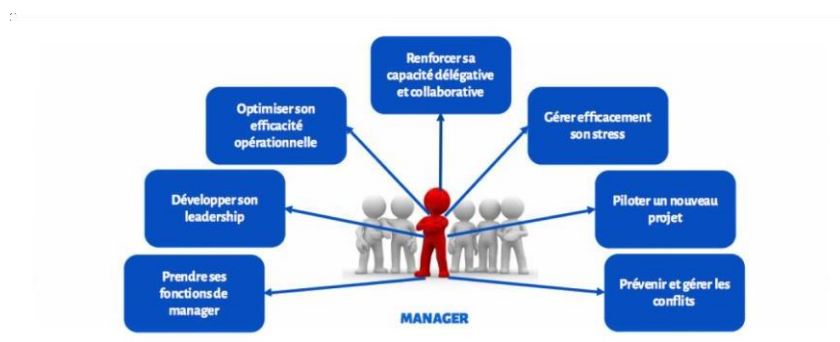 Renforcer sa
capacité délégative
et collaborative
Optimiser son
efficacité
opérationnelle
Gérer efficacement
son stress
Développer son
leadership
Piloter un nouveau
projet
Prendre ses
fonctions de
manager
Prévenir et gérer les
conflits
MANAGER